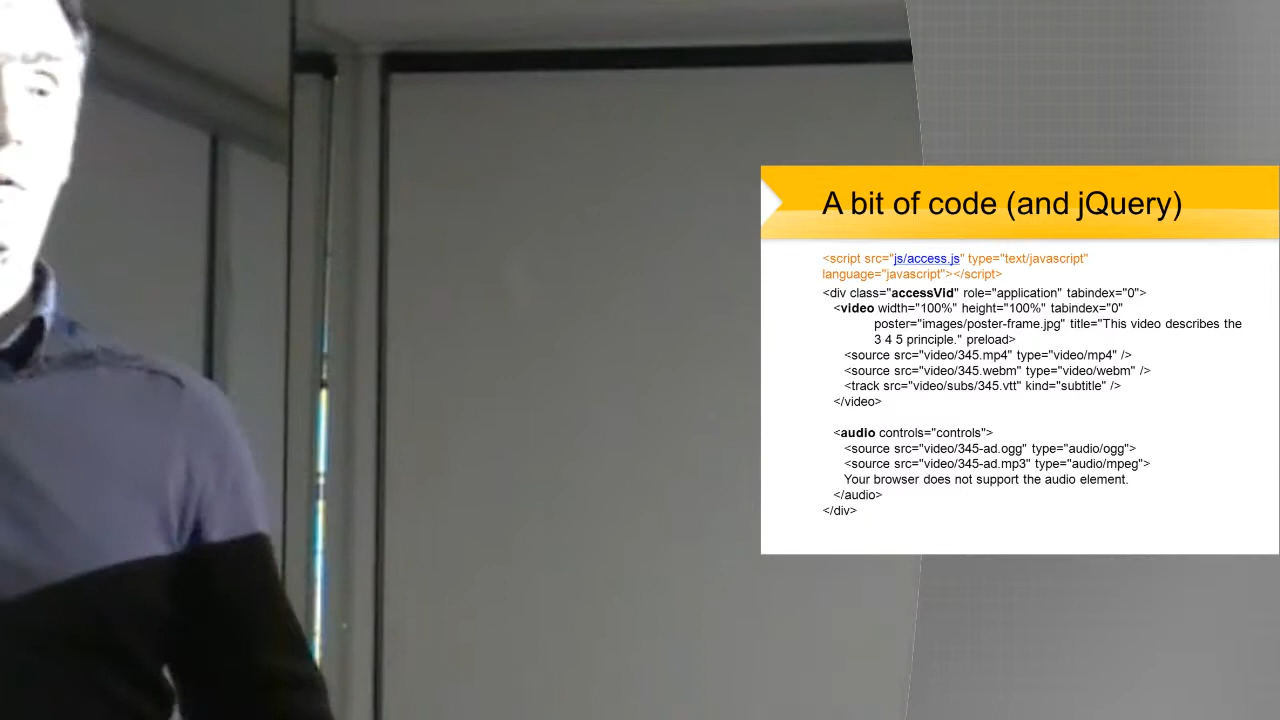 A bit of code (and jQuery)
<script src="js/access.js" type="text/javascript"
language="javascript"></script>
<div class="accessVid" role="application" tabindex="0">
<video width="100%" height="100%" tabindex="0"
poster="images/poster-frame.jpg" title="This video describes the
3 4 5 principle." preload>
<source src="video/345.mp4" type="video/mp4" />
<source src="video/345.webm" type="video/webm" />
<track src="video/subs/345.vtt" kind="subtitle" />
</video>
<audio controls="controls">
<source src="video/345-ad.ogg" type="audio/ogg">
<source src="video/345-ad.mp3" type="audio/mpeg">
Your browser does not support the audio element.
</audio>
</div>